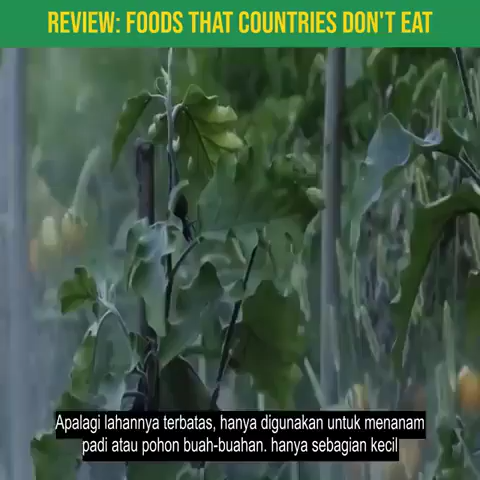 REVIEW: FOODS THAT COUNTRIES DON'T EAT
Apalagi lahannya terbatas, hanya digunakan untuk menanam
padi atau pohon buah-buahan. hanya sebagian kecil